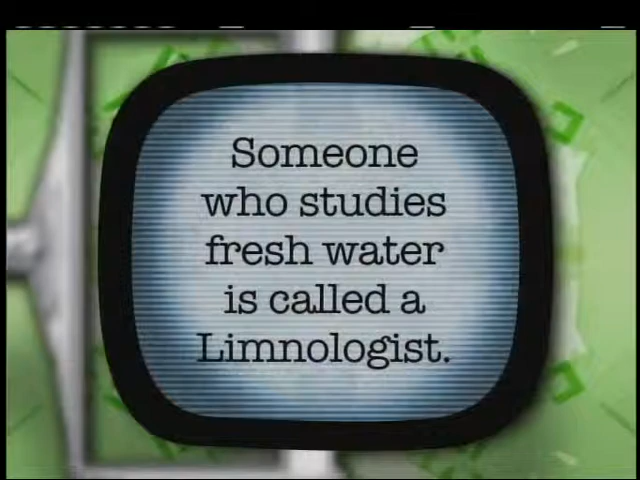 Someone
who studies
fresh water
is called a
Limnologist.